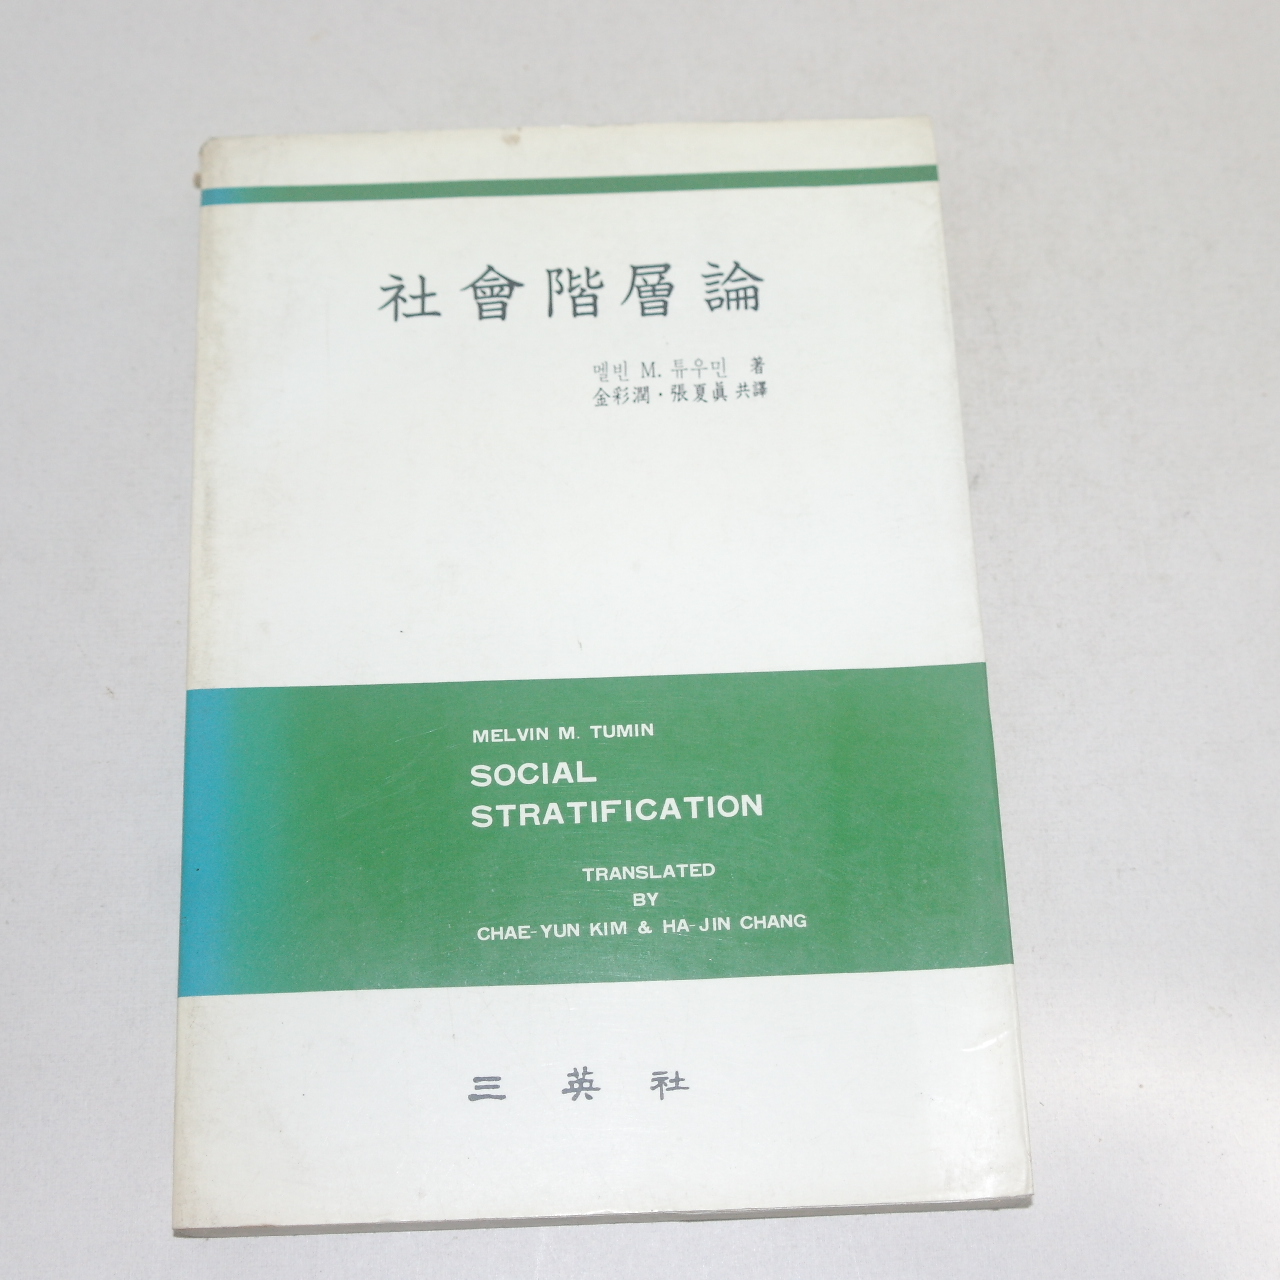 社會階層論
멜빈 M. 튜우민 著
金彩潤·張夏眞 共譯
MELVIN M. TUMIN
SOCIAL
STRATIFICATION
TRANSLATED
BY
CHAE-YUN KIM & HA-JIN CHANG
三英社